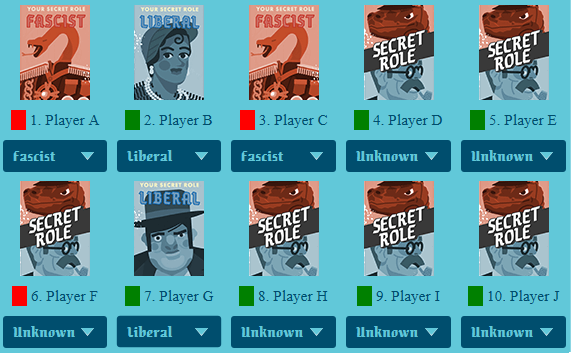 YOUR SECRET ROLE
FASCIST
YOUR SECRET ROLE
LIBERAL
YOUR SECRET ROLE
FASCIST
SECRET ROLE
SECRET ROLE
1. Player A
2. Player B
3. Player C
4. Player D
5. Player E
Fascist
Liberal
Fascist
Unknown
Unknown
SECRET ROLE
YOUR SECRET ROLE
LIBERAL
SECRET ROLE
SECRET ROLE
SECRET ROLE
6. Player F
7. Player G
8. Player H
9. Player I
10. Player J
Unknown
Liberal
Unknown
Unknown
Unknown